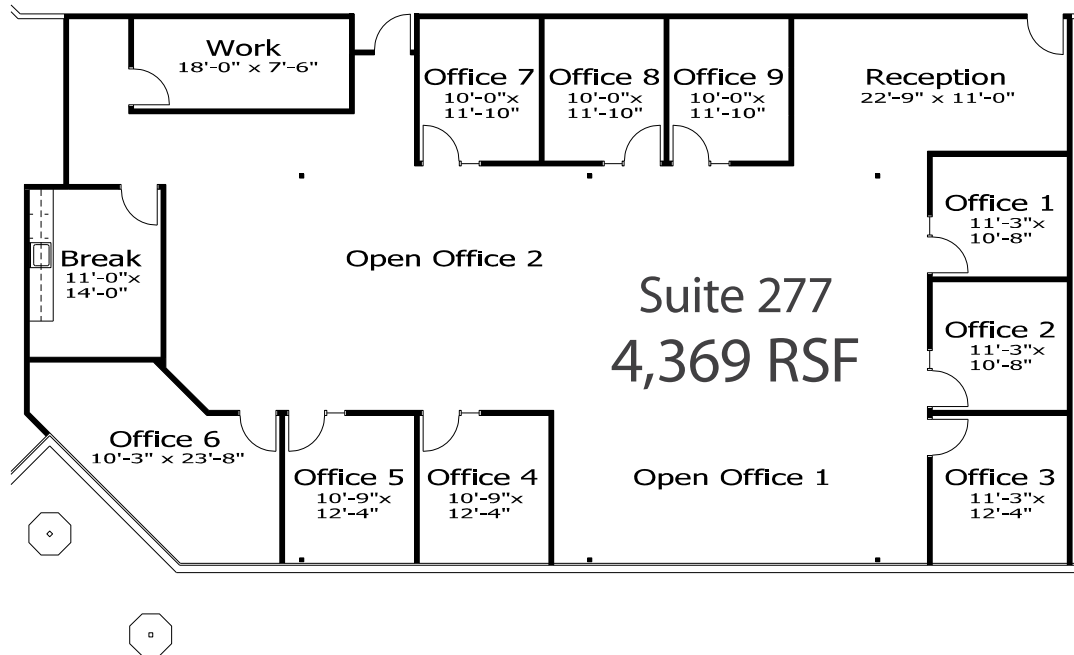 Work
18'-0" x 7'-6"
Office 7
10'-0"x
11'-10"
Office 8
10'-0"x
11'-10"
Office 9
10'-0"x
11'-10"
Reception
22'-9" x 11'-0"
Office 1
11'-3"x
10'-8"
Break
11'-0"x
14'-0"
Open Office 2
Suite 277
4,369 RSF
Office 2
11'-3"x
10'-8"
Office 6
10'-3" x 23'-8"
Office 5
10'-9"x
12'-4"
Office 4
10'-9"x
12'-4"
Open Office 1
Office 3
11'-3"x
12'-4"